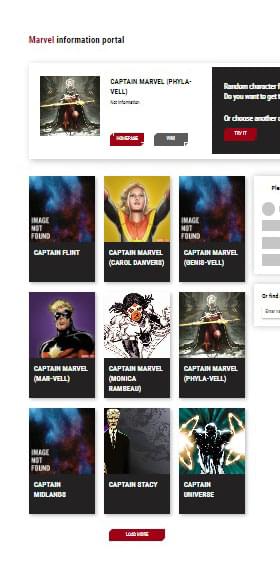 Marvel information portal
CAPTAIN MARVEL (PHYLA-
VELL)
Not information
HOMEPAGE
WIKI
Random character f
Do you want to get t
Or choose another c
TRY IT
IMAGE
NOT
FOUND
CAPTAIN FLINT
CAPTAIN MARVEL
(CAROL DANVERS)
IMAGE
NOT
FOUND
CAPTAIN MARVEL
(GENIS-VELL)
Ple
CAPTAIN MARVEL
(MAR-VELL)
CAPTAIN MARVEL
(MONICA
RAMBEAU)
CAPTAIN MARVEL
(PHYLA-VELL)
Or find
Enter na
IMAGE
NOT
FOUND
CAPTAIN
MIDLANDS
CAPTAIN STACY
CAPTAIN
UNIVERSE
LOAD MORE